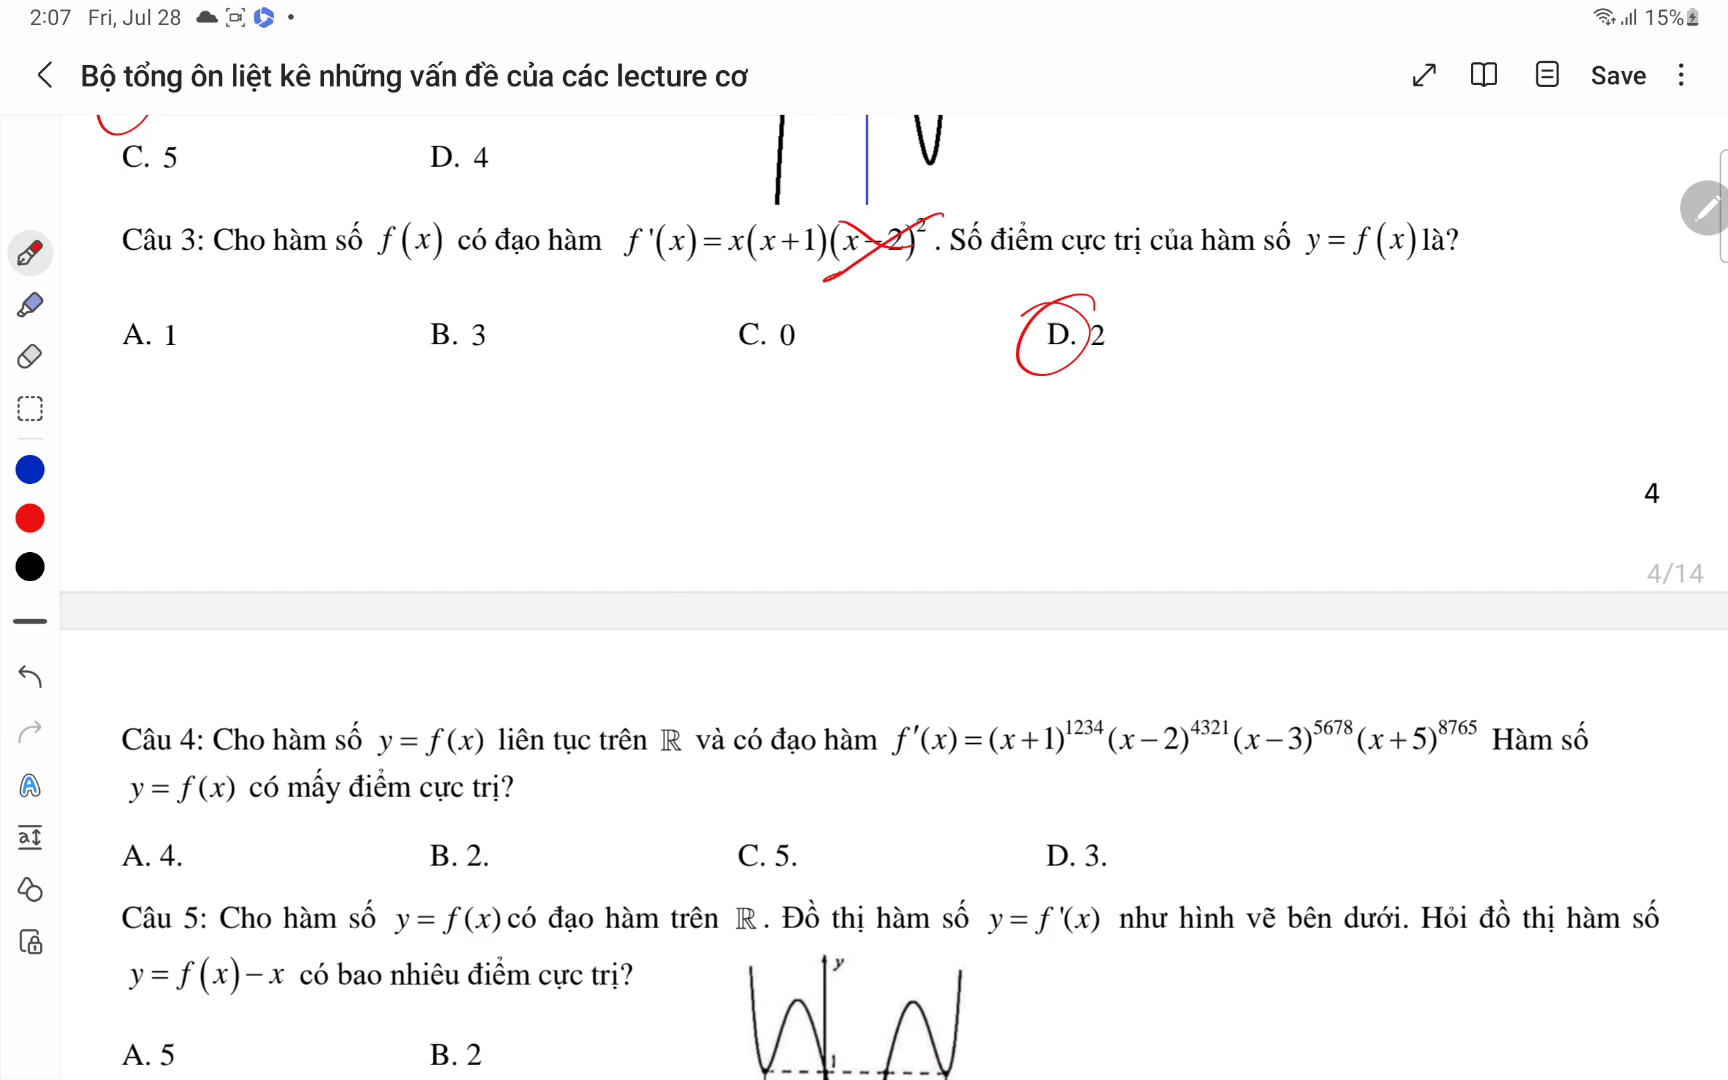 2:07 Fri, Jul 28 15%
Bộ tổng ôn liệt kê những vấn đề của các lecture cơ Save
C. 5 D. 4
Câu 3: Cho hàm số f(x) có đạo hàm f'(x)=x(x+1)(x-2)². Số điểm cực trị của hàm số y=f(x) là?
A. 1 B. 3 C. 0 D. 2
4
4/14
Câu 4: Cho hàm số y=f(x) liên tục trên ℝ và có đạo hàm f′(x)=(x+1)¹²³⁴(x−2)⁴³²¹(x−3)⁵⁶⁷⁸(x+5)⁸⁷⁶⁵ Hàm số
y=f(x) có mấy điểm cực trị?
A. 4. B. 2. C. 5. D. 3.
Câu 5: Cho hàm số y=f(x) có đạo hàm trên ℝ. Đồ thị hàm số y=f'(x) như hình vẽ bên dưới. Hỏi đồ thị hàm số
y=f(x)−x có bao nhiêu điểm cực trị?
y
A. 5 B. 2
1